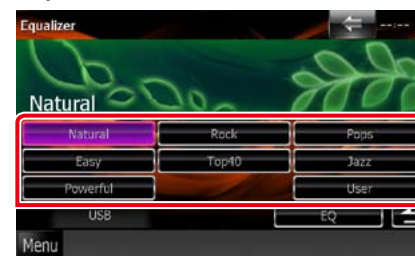 Equalizer
--:--
Natural
Natural Rock Pops
Easy Top40 Jazz
Powerful User
USB EQ
Menu